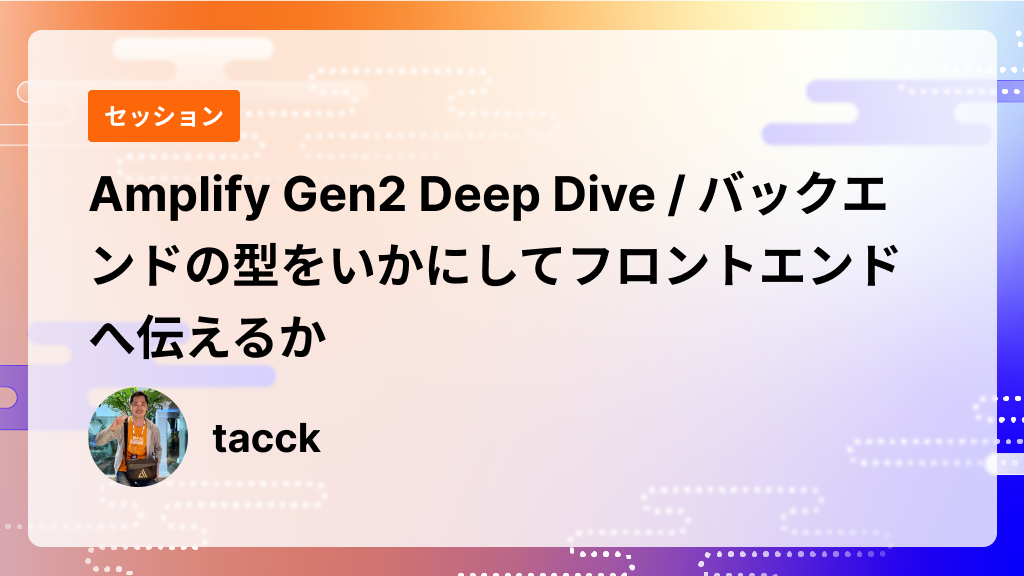 セッション
Amplify Gen2 Deep Dive / バックエ
ンドの型をいかにしてフロントエンド
へ伝えるか
tacck